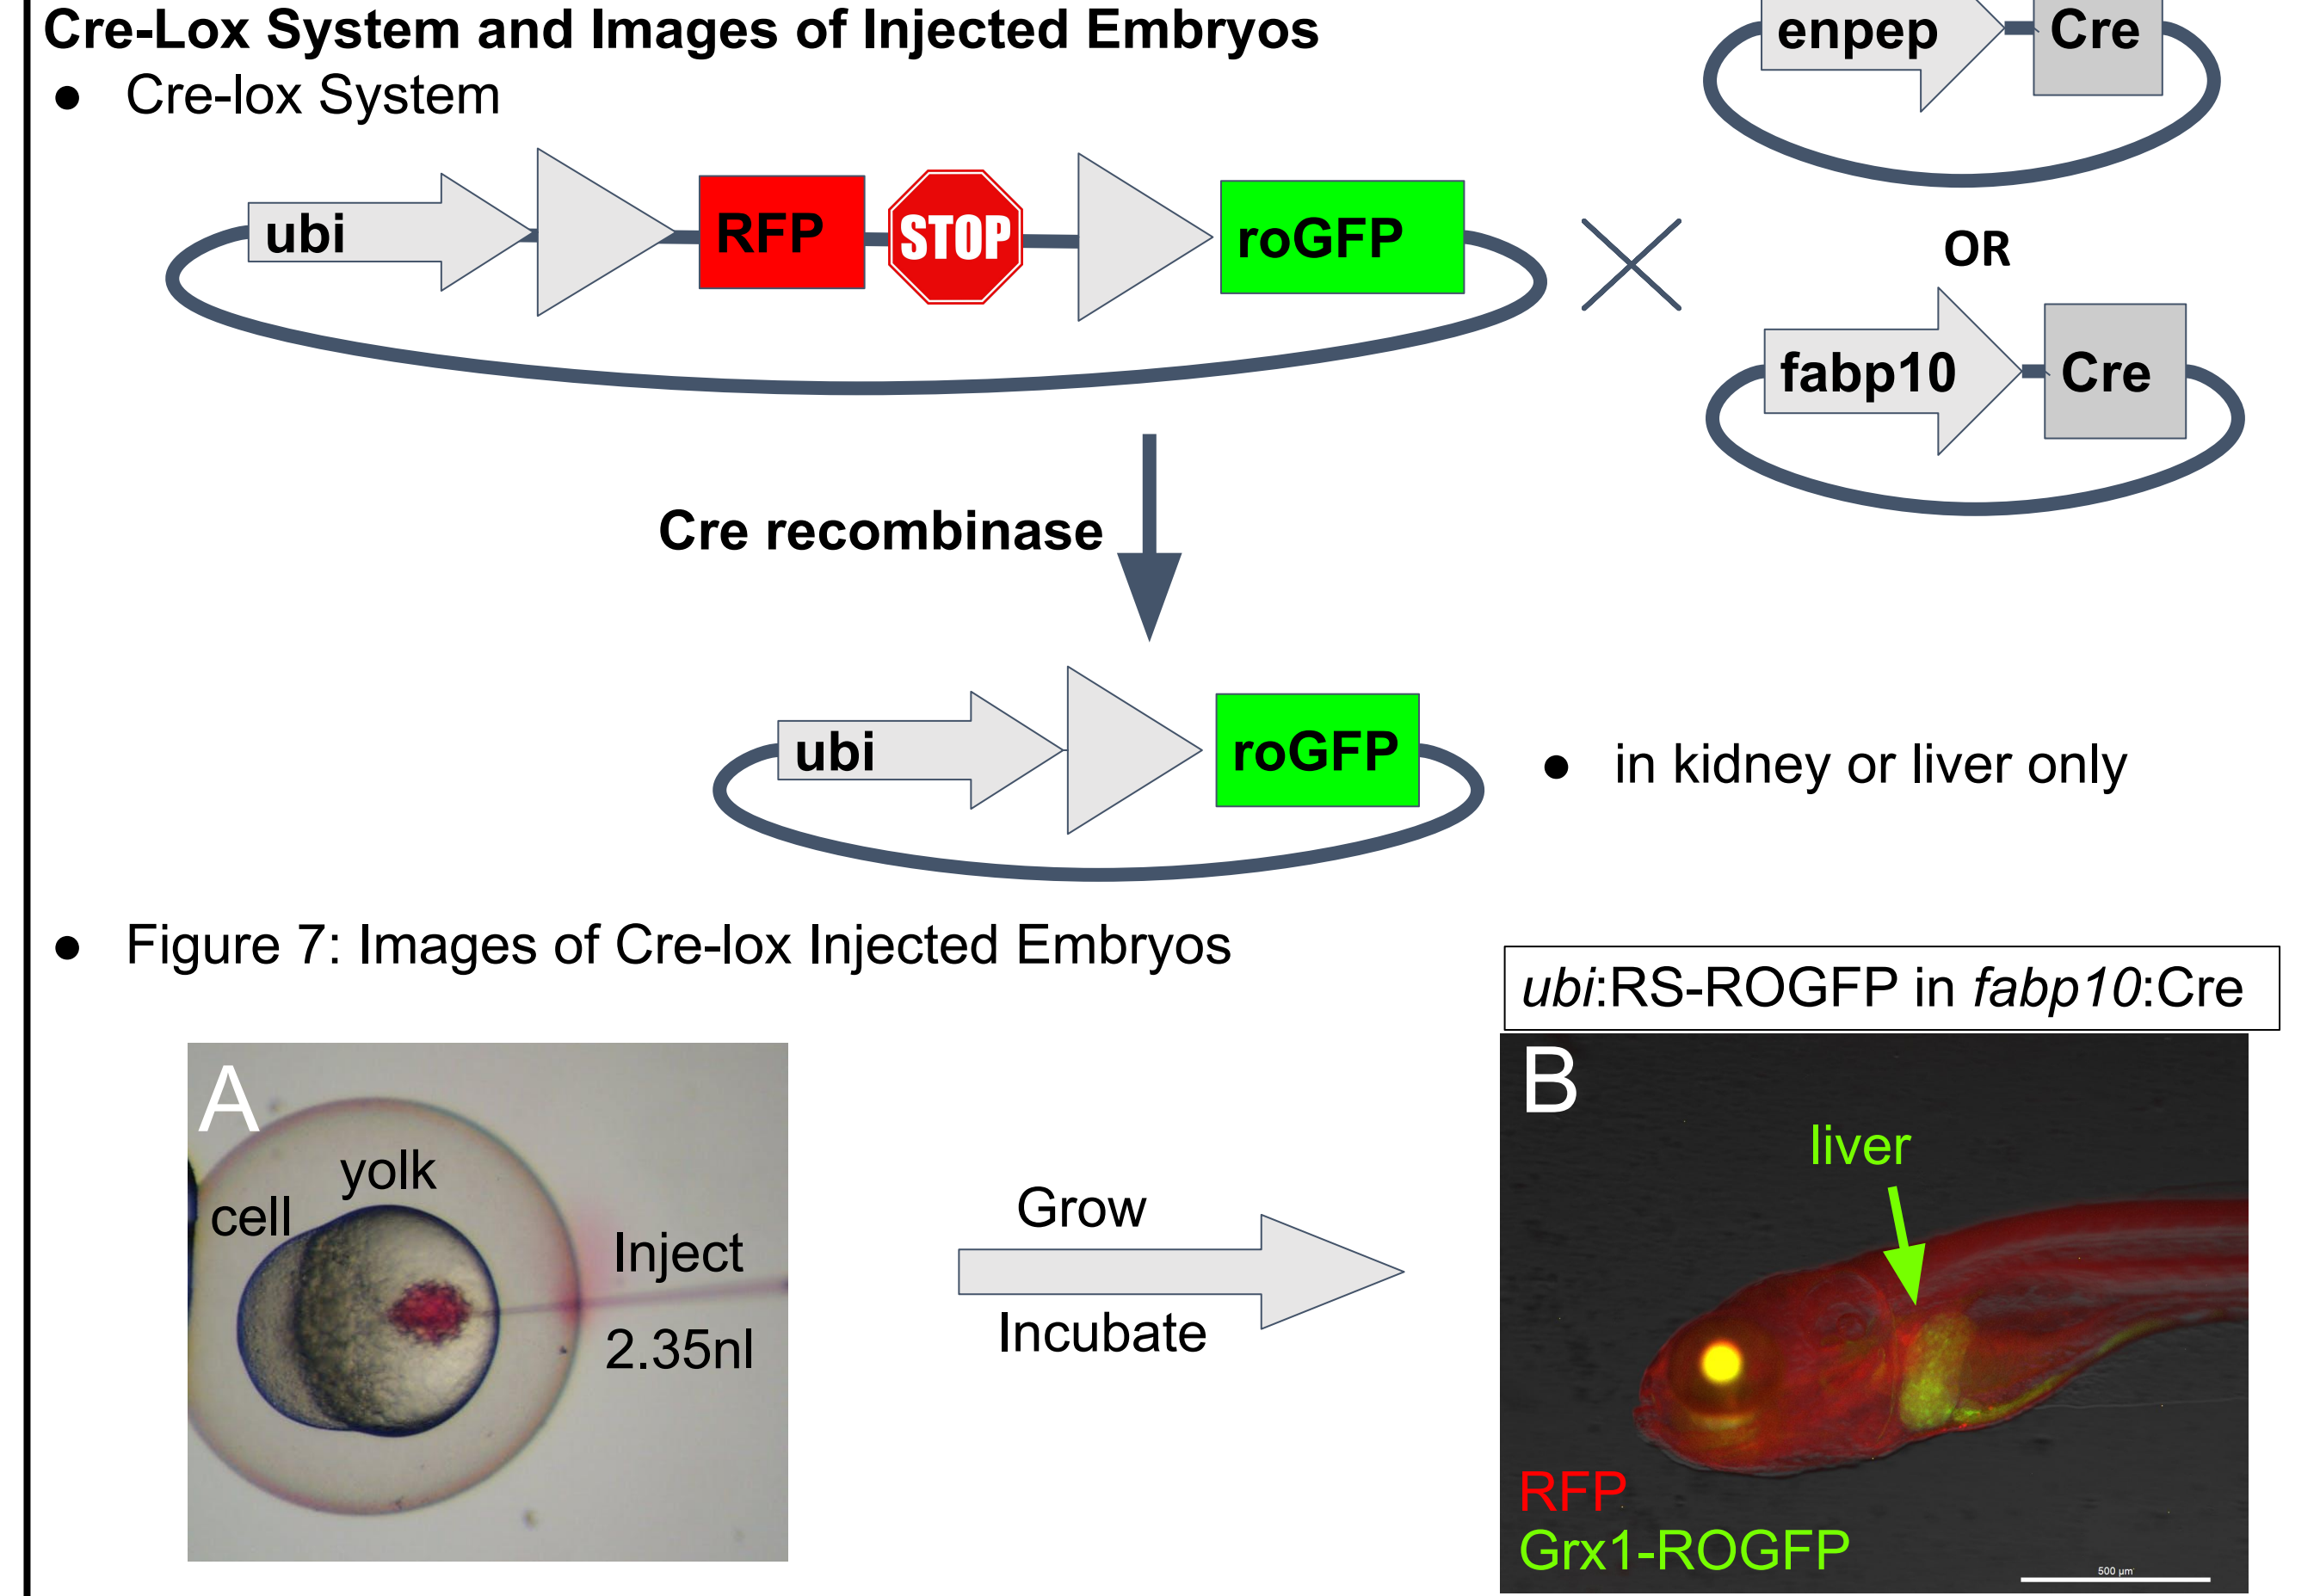 Cre-Lox System and Images of Injected Embryos
● Cre-lox System
enpep Cre
ubi RFP STOP roGFP
OR
fabp10 Cre
Cre recombinase
ubi roGFP
● in kidney or liver only
● Figure 7: Images of Cre-lox Injected Embryos
ubi:RS-ROGFP in fabp10:Cre
A
yolk
cell
Inject
2.35nl
Grow
Incubate
B
liver
RFP
Grx1-ROGFP
500 µm